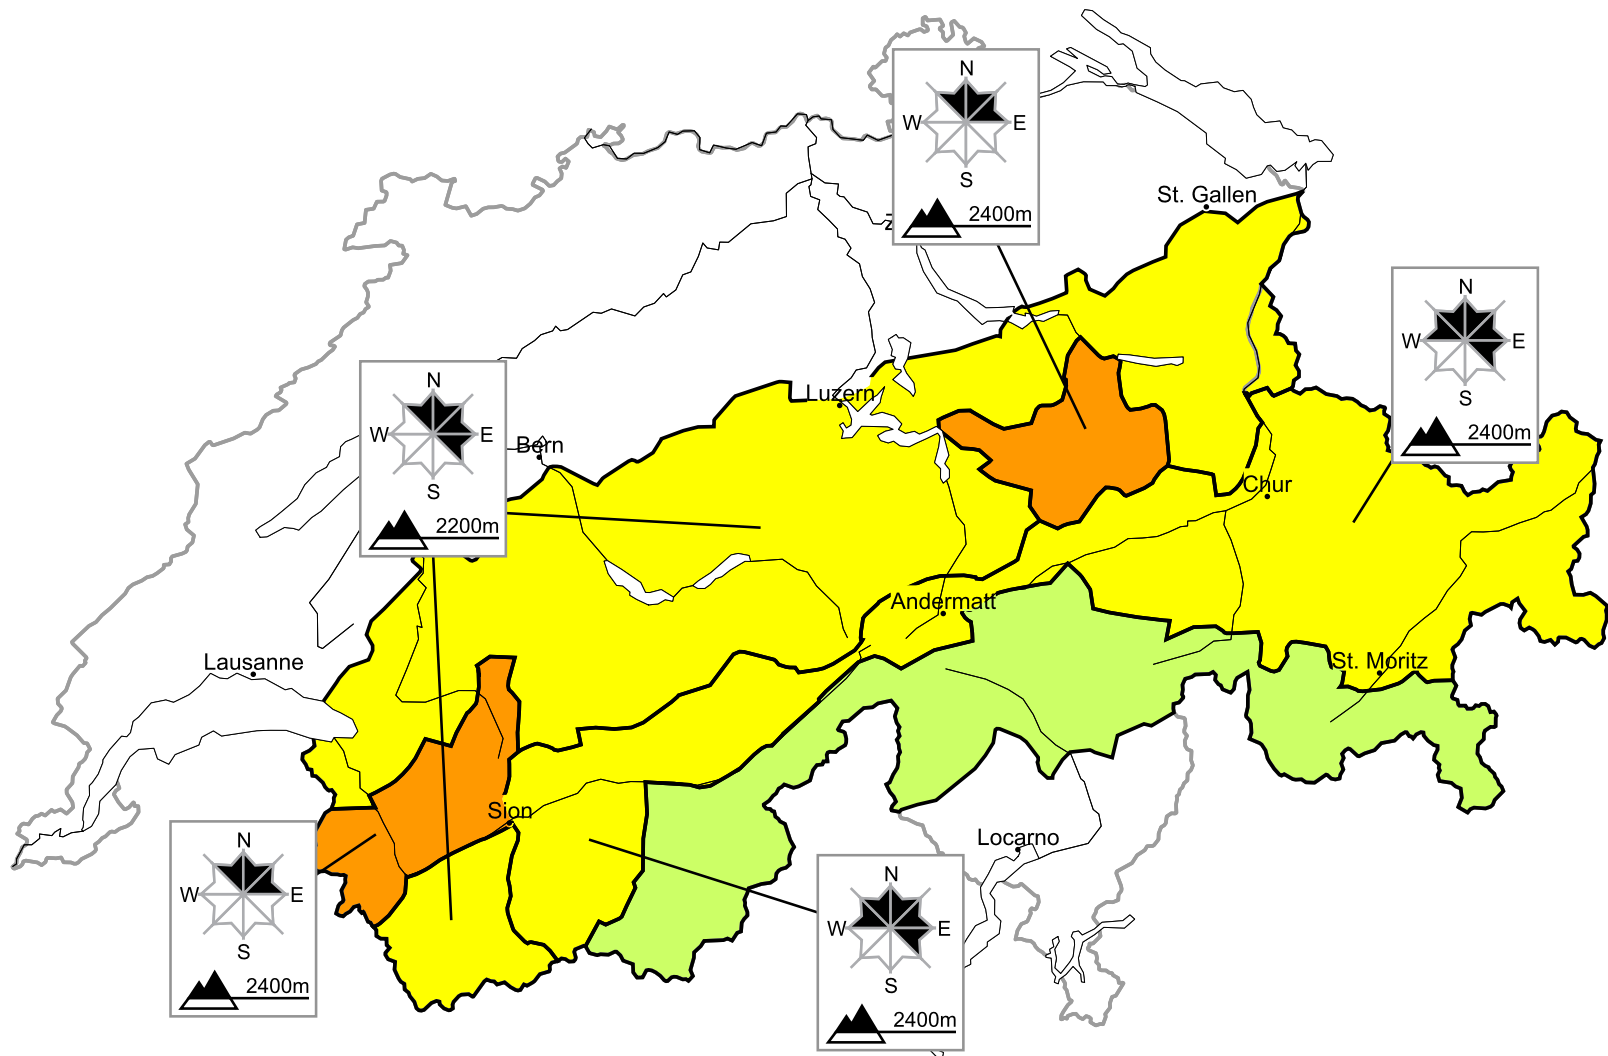 N
W E
S
2400m
St. Gallen
N
W E
S
2400m
Luzern
N
W E
S
2200m
Bern
Chur
Andermatt
Lausanne
St. Moritz
Sion
Locarno
N
W E
S
2400m
N
W E
S
2400m